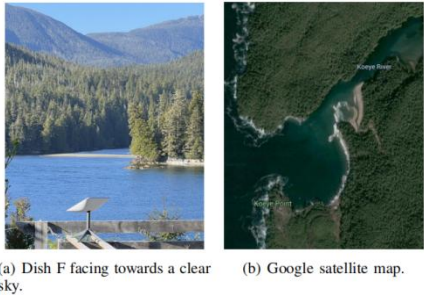 Koeye River
Koeye Point
(a) Dish F facing towards a clear
sky.
(b) Google satellite map.